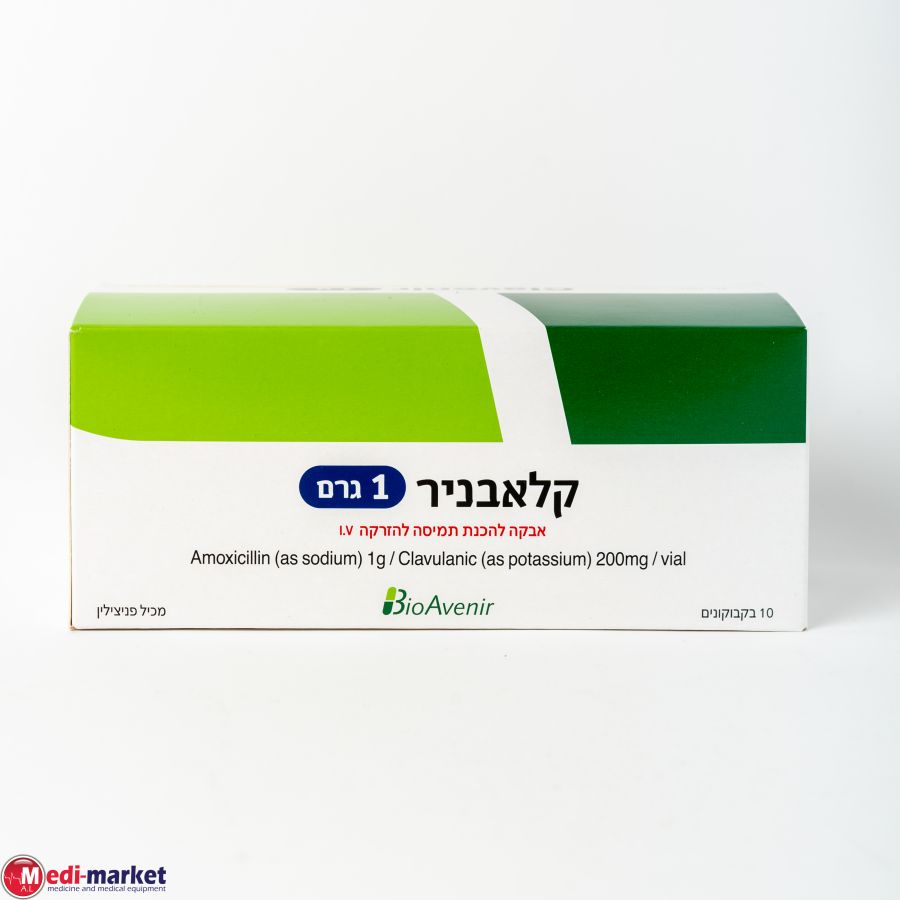 קלאבניר 1 גרם
אבקה להכנת תמיסה להזרקה I.V
Amoxicillin (as sodium) 1g / Clavulanic (as potassium) 200mg / vial
BioAvenir
10 בקבוקונים
מכיל פניצילין
Medi-market
A.L
medicine and medical equipment